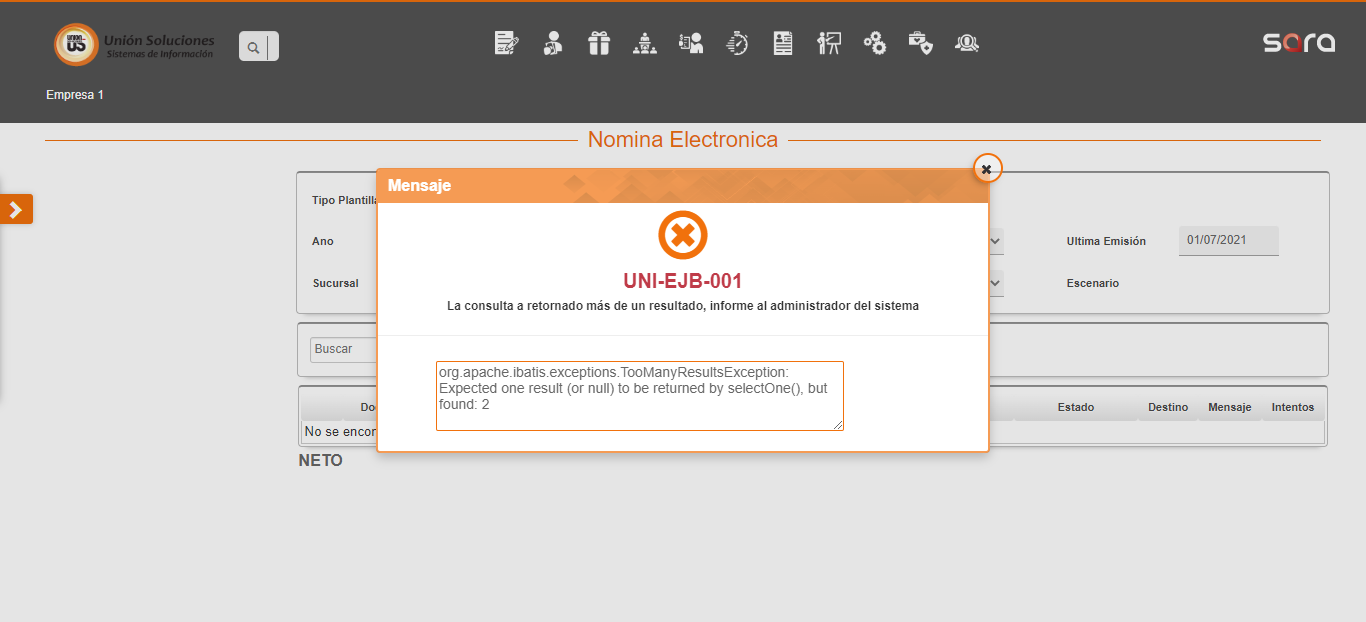 UNION
US
Unión Soluciones
Sistemas de Información
sara
Empresa 1
Nomina Electronica
Mensaje
Tipo Plantilla
UNI-EJB-001
La consulta a retornado más de un resultado, informe al administrador del sistema
Ano
Ultima Emisión
01/07/2021
Sucursal
Escenario
Buscar
org.apache.ibatis.exceptions.TooManyResultsException:
Expected one result (or null) to be returned by selectOne(), but
found: 2
Estado
Destino
Mensaje
Intentos
No se
NETO